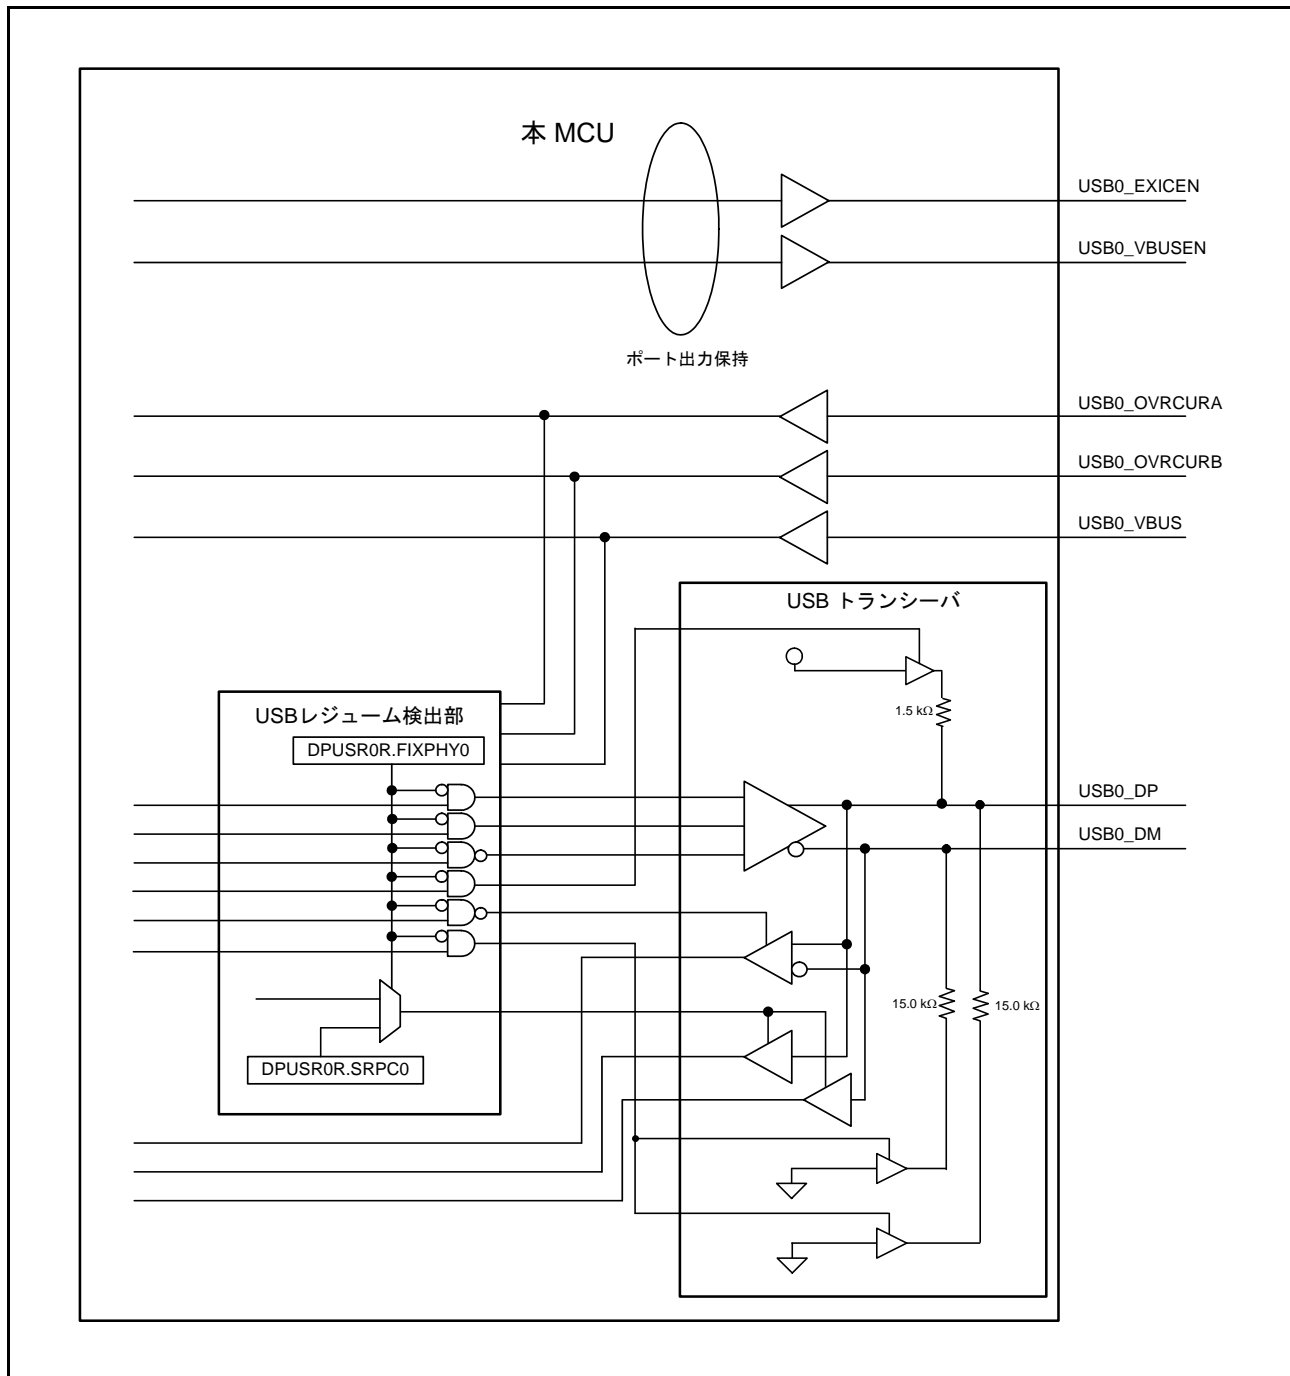 本 MCU
USB0_EXICEN
USB0_VBUSEN
ポート出力保持
USB0_OVRCURA
USB0_OVRCURB
USB0_VBUS
USB トランシーバ
1.5 kΩ
USBレジューム検出部
DPUSR0R.FIXPHY0
USB0_DP
USB0_DM
15.0 kΩ
15.0 kΩ
DPUSR0R.SRPC0